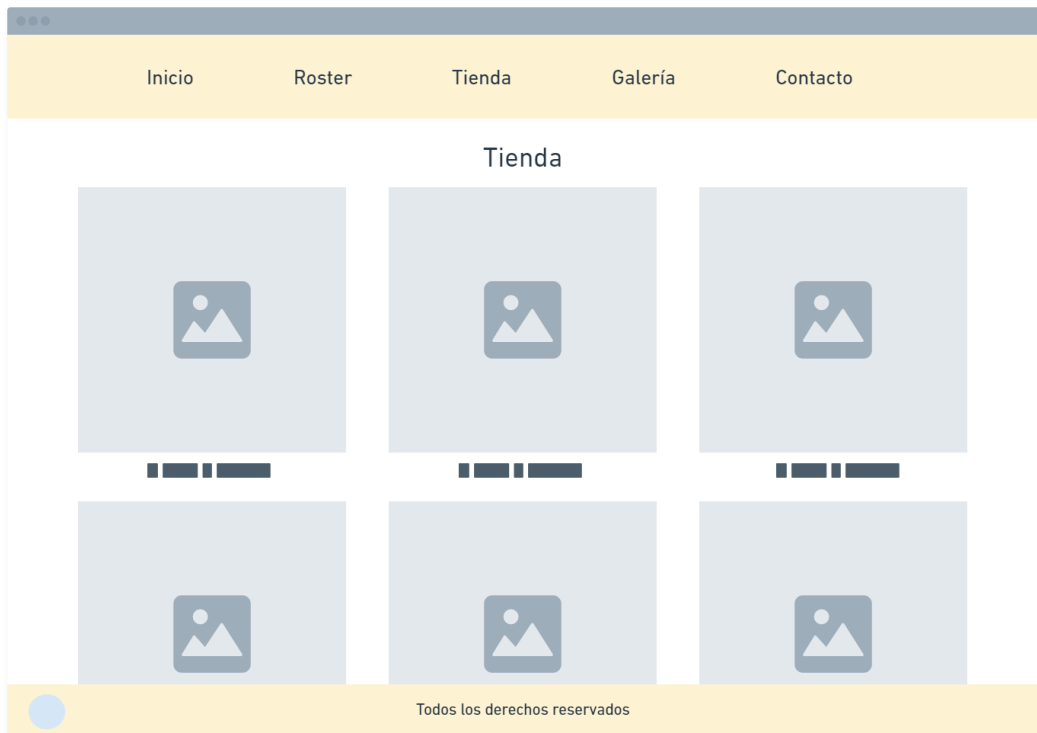 Inicio Roster Tienda Galería Contacto
Tienda
Todos los derechos reservados